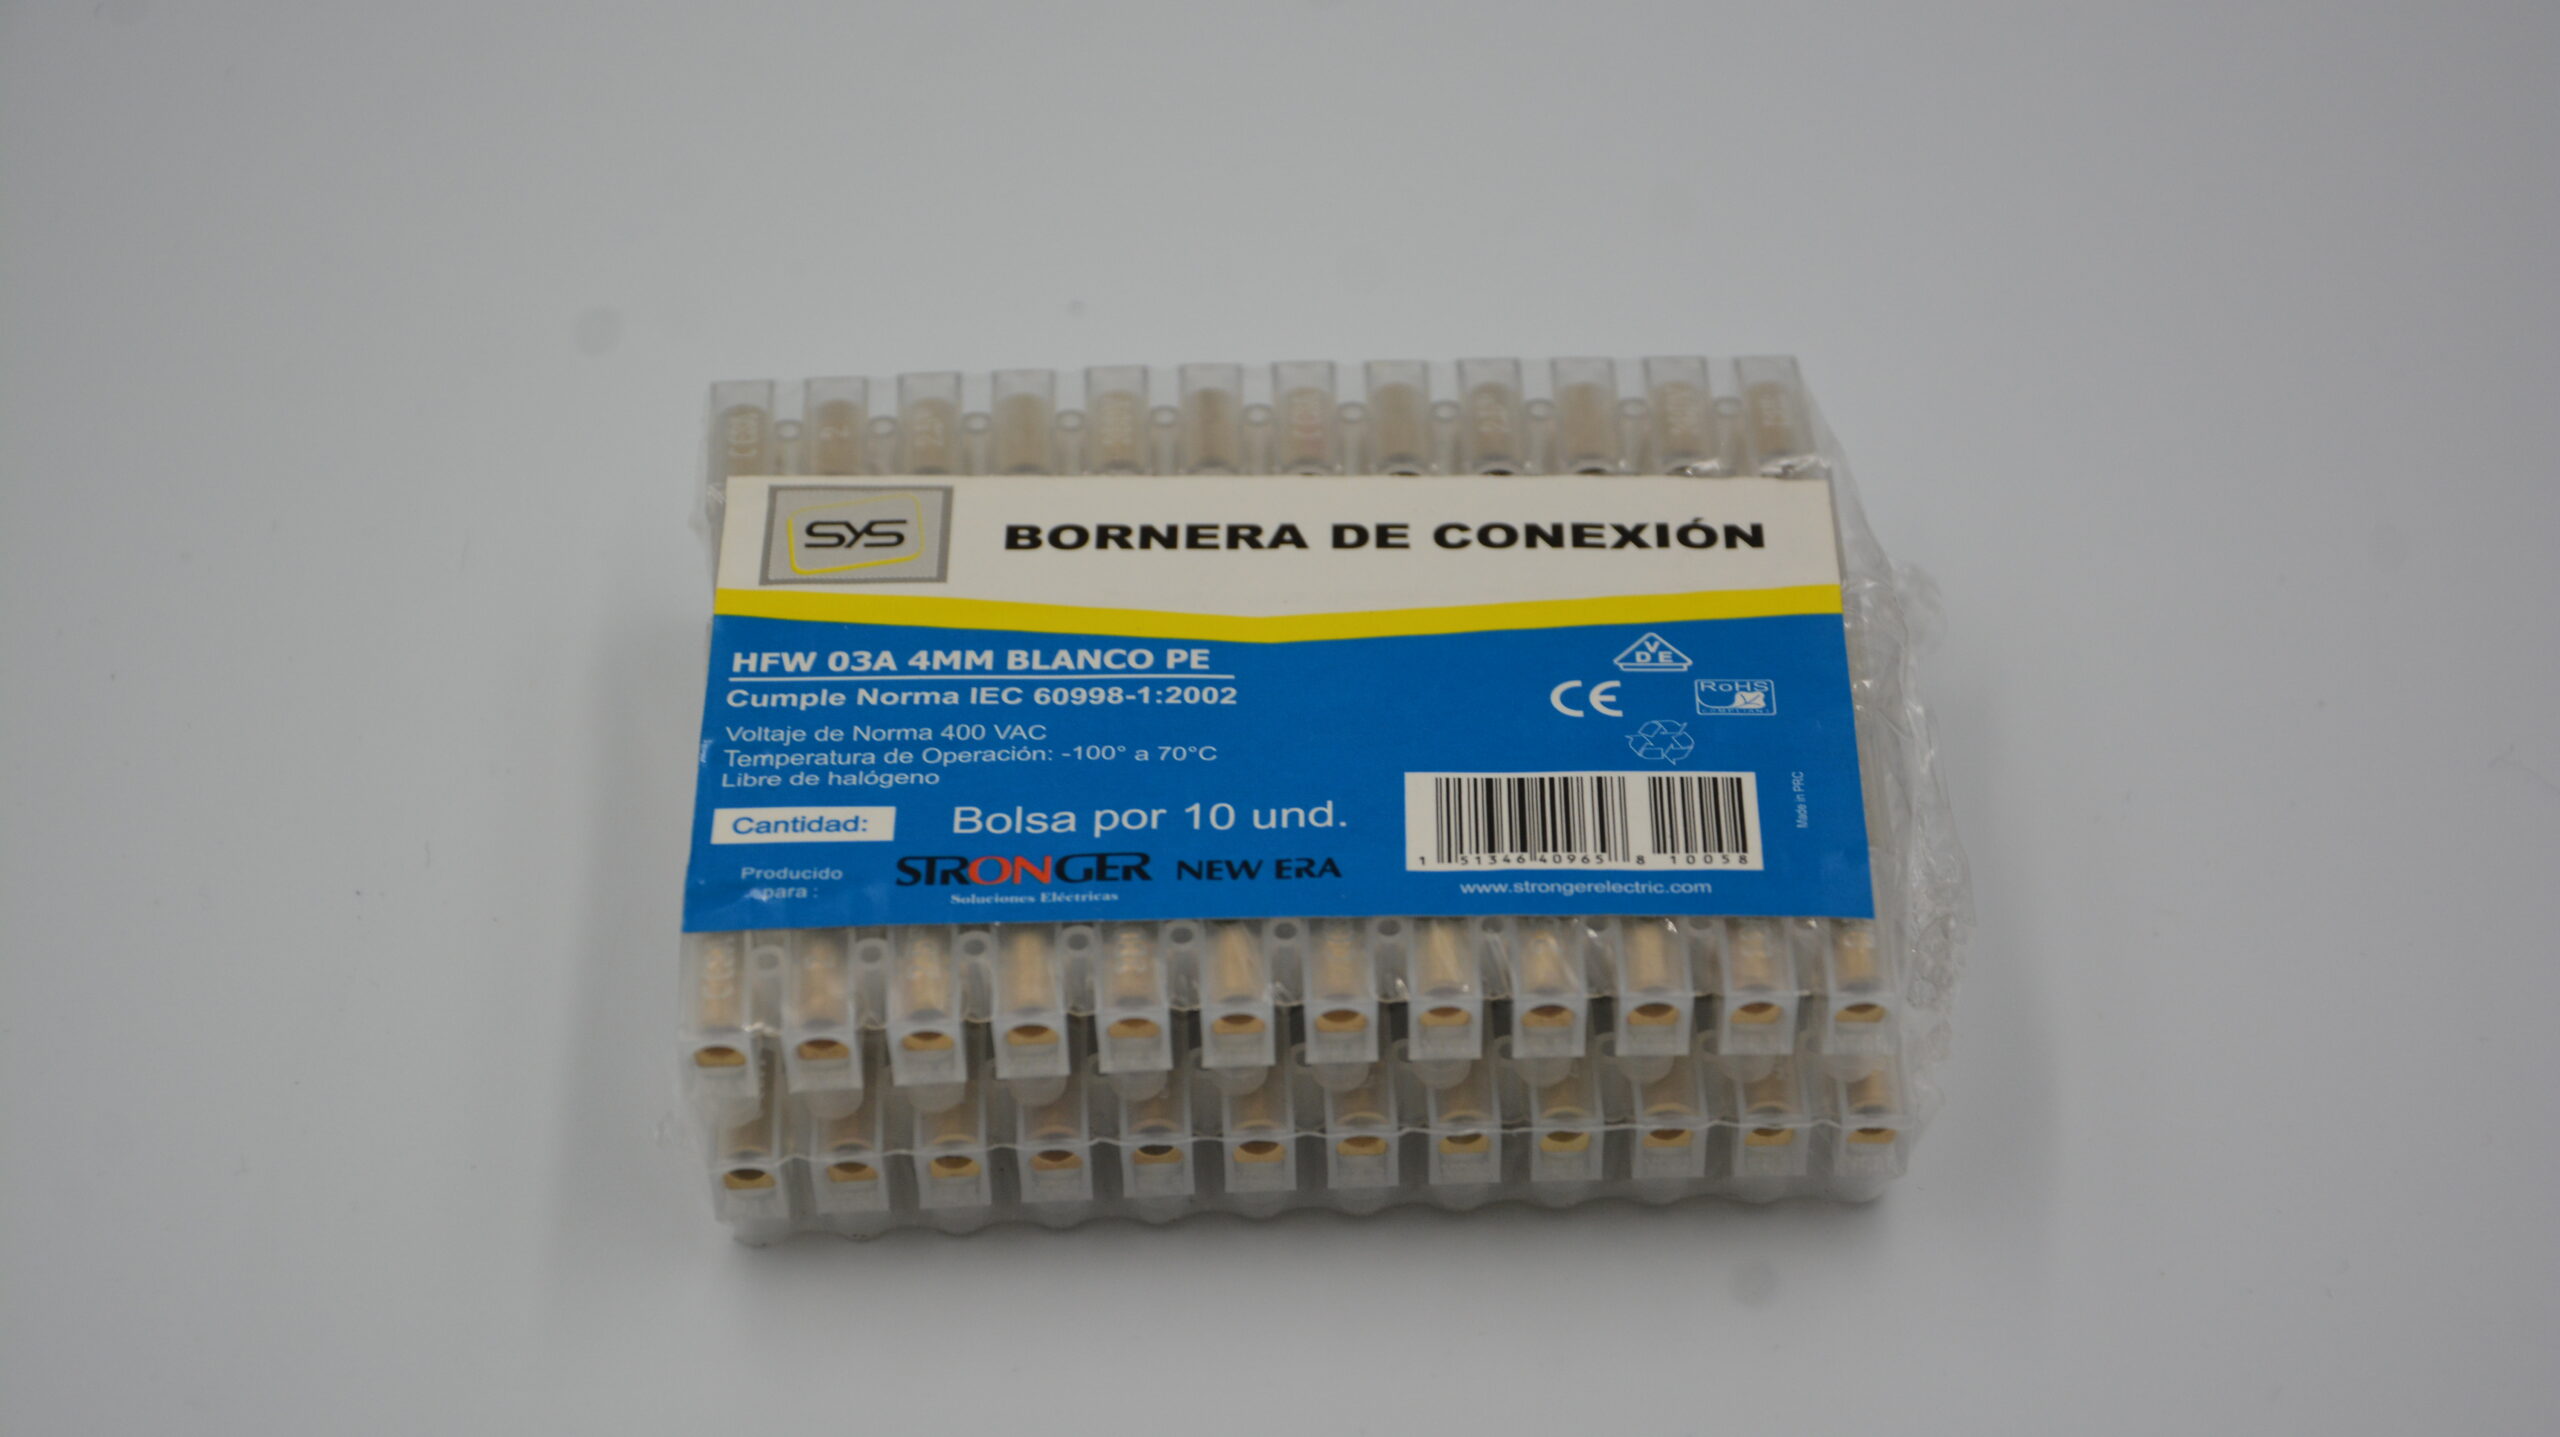 SYS
BORNERA DE CONEXIÓN
HFW 03A 4MM BLANCO PE
Cumple Norma IEC 60998-1:2002
Voltaje de Norma 400 VAC
Temperatura de Operación: -100° a 70°C
Libre de halógeno
VDE
CE
RoHS
COMPLIANT
Cantidad:
Bolsa por 10 und.
1 51346 40965 8 10058
Made in PRC
Producido
para :
STRONGER NEW ERA
Soluciones Eléctricas
www.strongerelectric.com